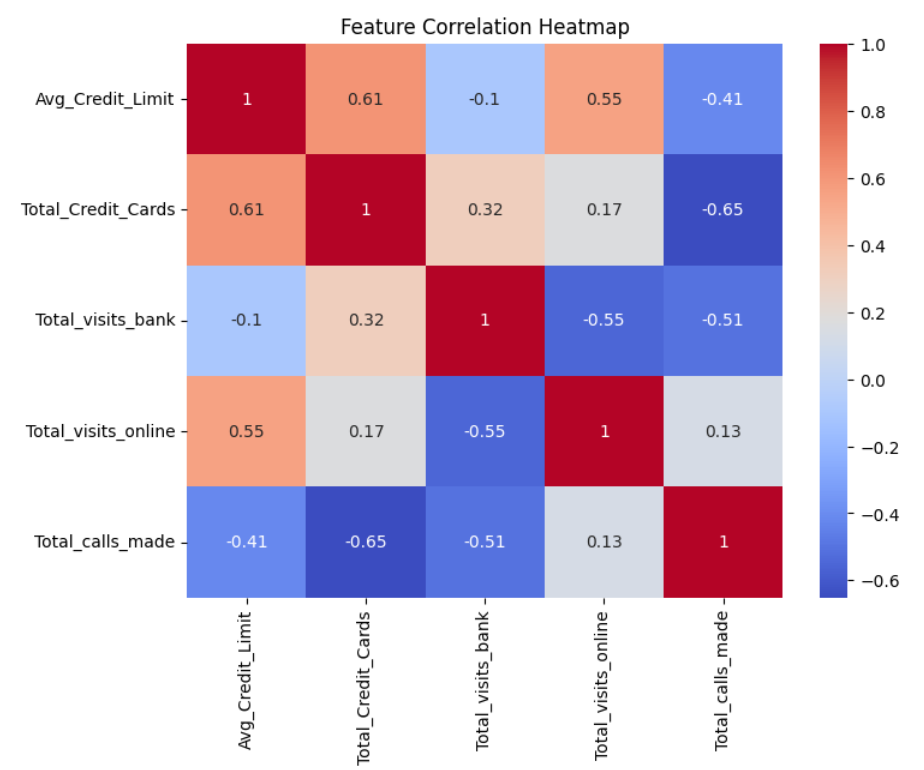 Feature Correlation Heatmap
Avg_Credit_Limit 1 0.61 -0.1 0.55 -0.41
Total_Credit_Cards 0.61 1 0.32 0.17 -0.65
Total_visits_bank -0.1 0.32 1 -0.55 -0.51
Total_visits_online 0.55 0.17 -0.55 1 0.13
Total_calls_made -0.41 -0.65 -0.51 0.13 1
Avg_Credit_Limit
Total_Credit_Cards
Total_visits_bank
Total_visits_online
Total_calls_made
1.0
0.8
0.6
0.4
0.2
0.0
−0.2
−0.4
−0.6